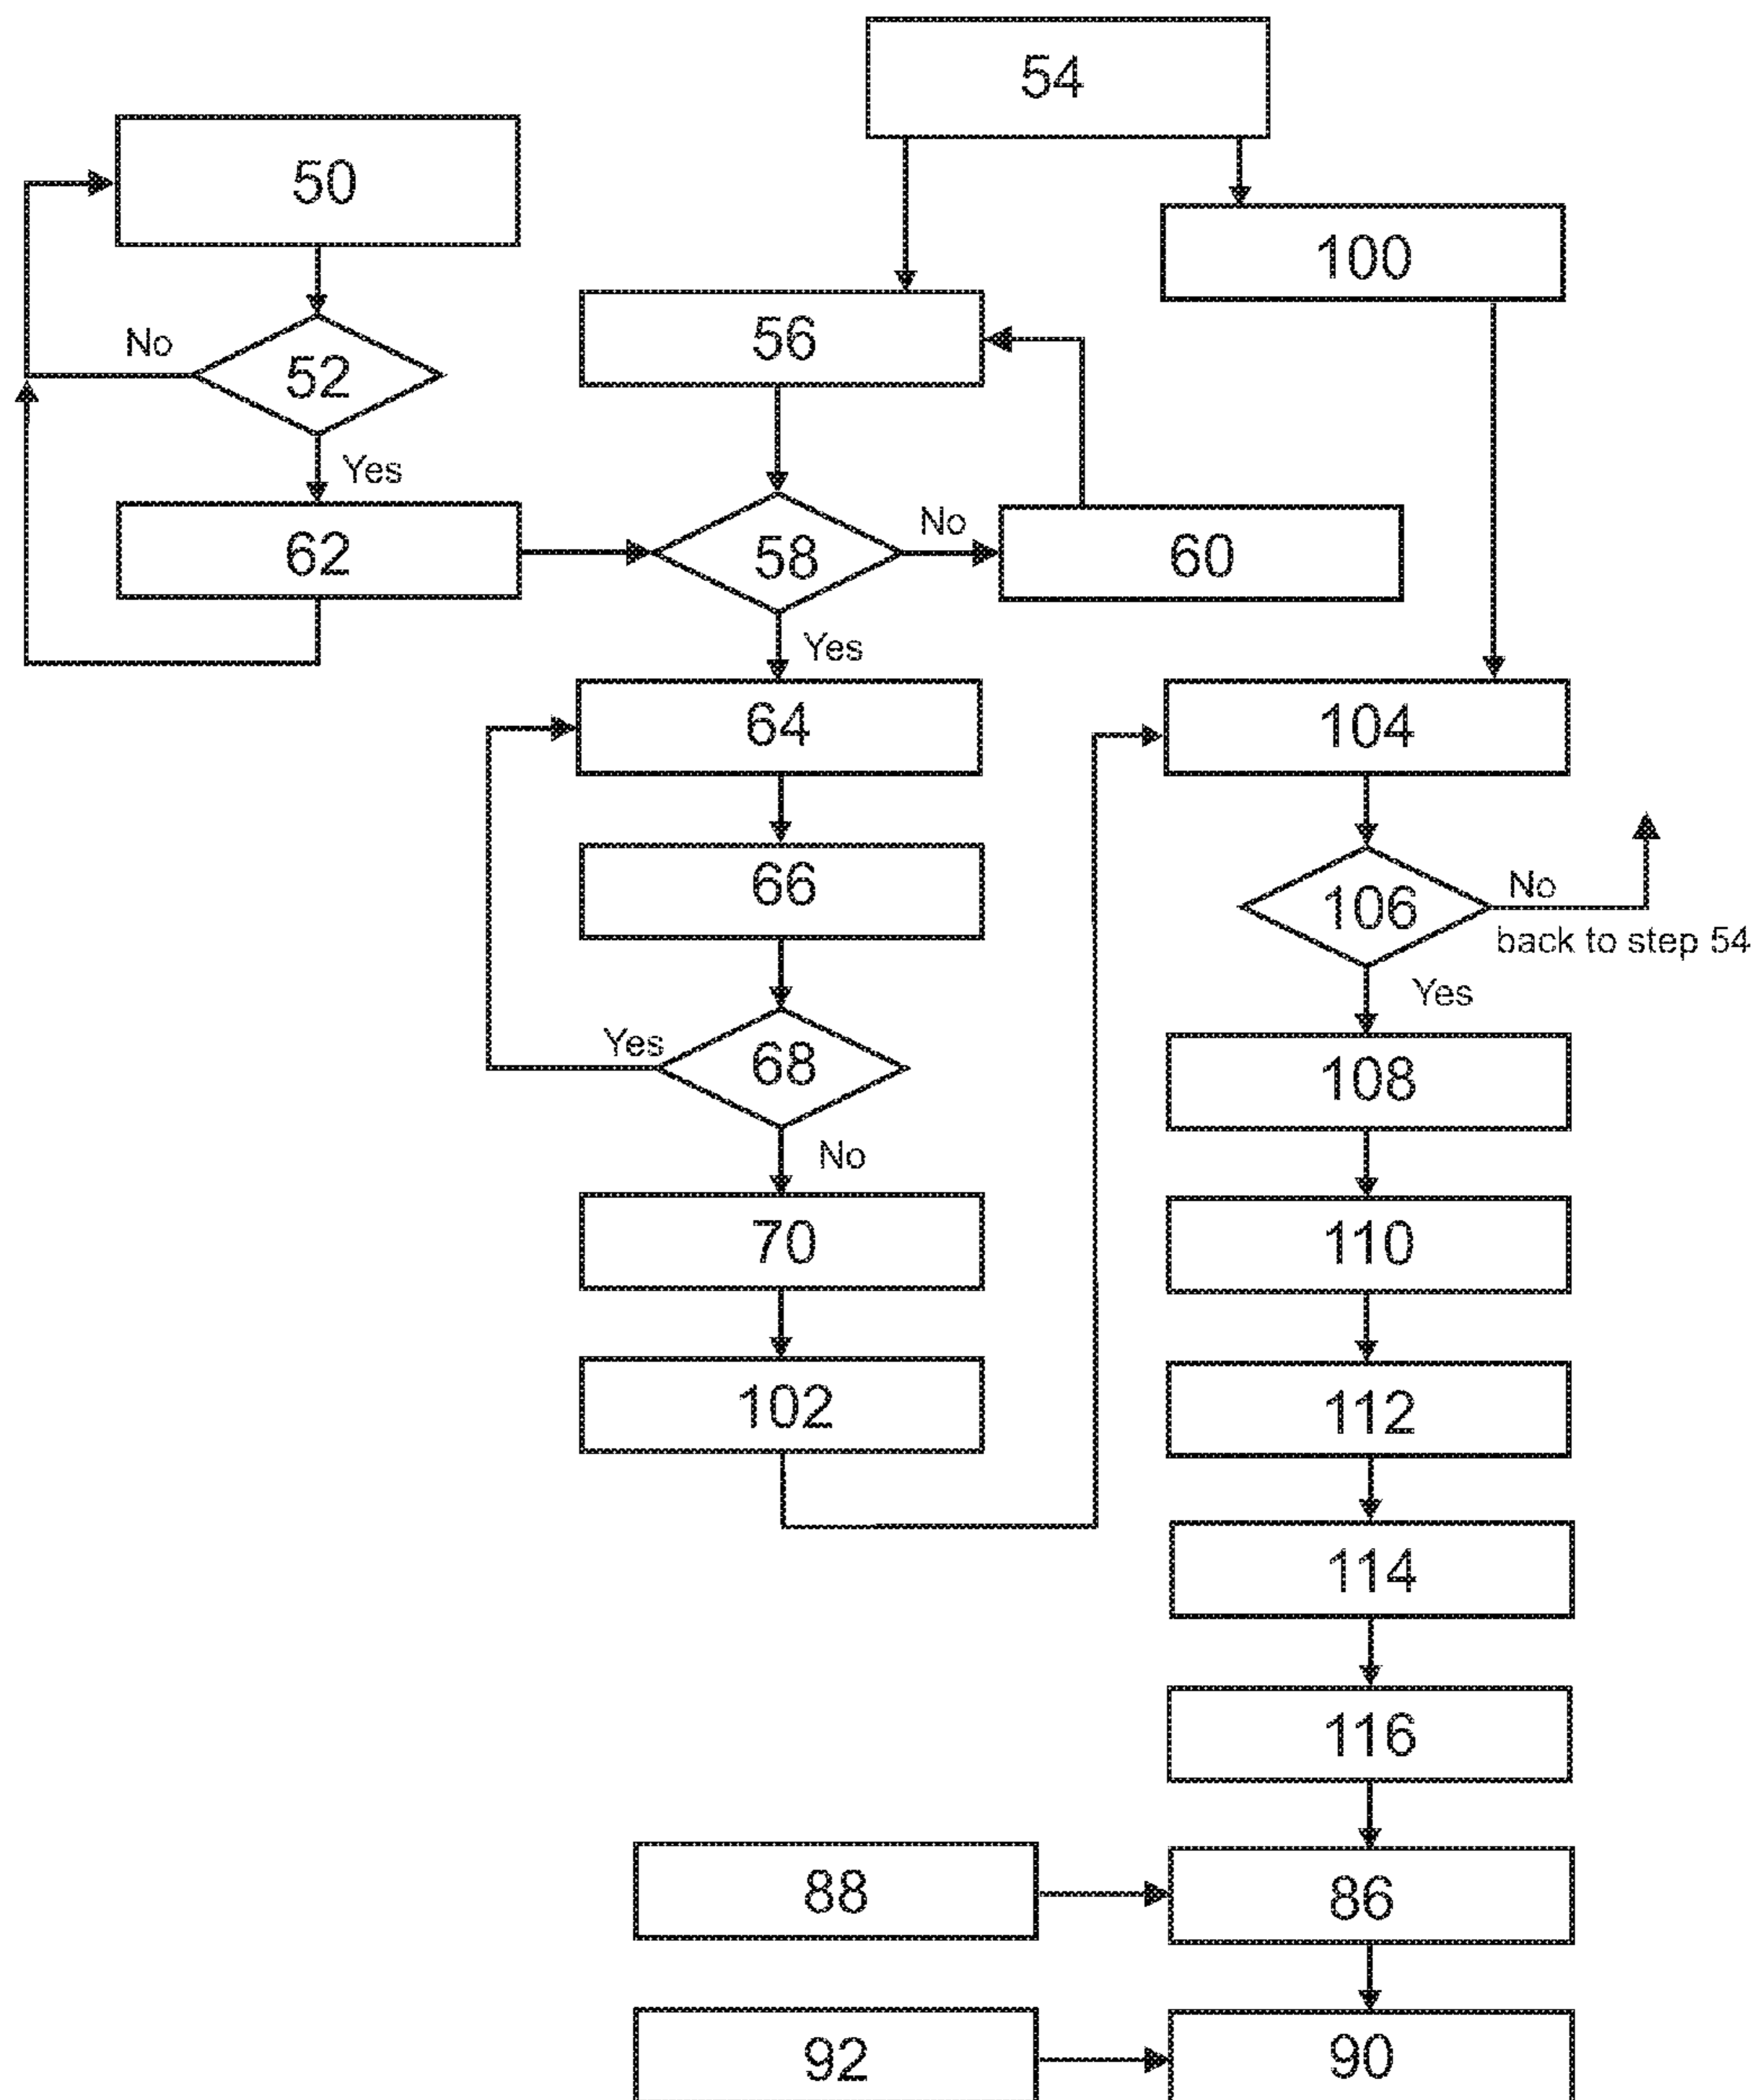 54
50
100
56
No
52
Yes
62
58
No
60
Yes
64
104
66
No
106
back to step 54
Yes
Yes
68
108
No
70
110
102
112
114
116
88
86
92
90